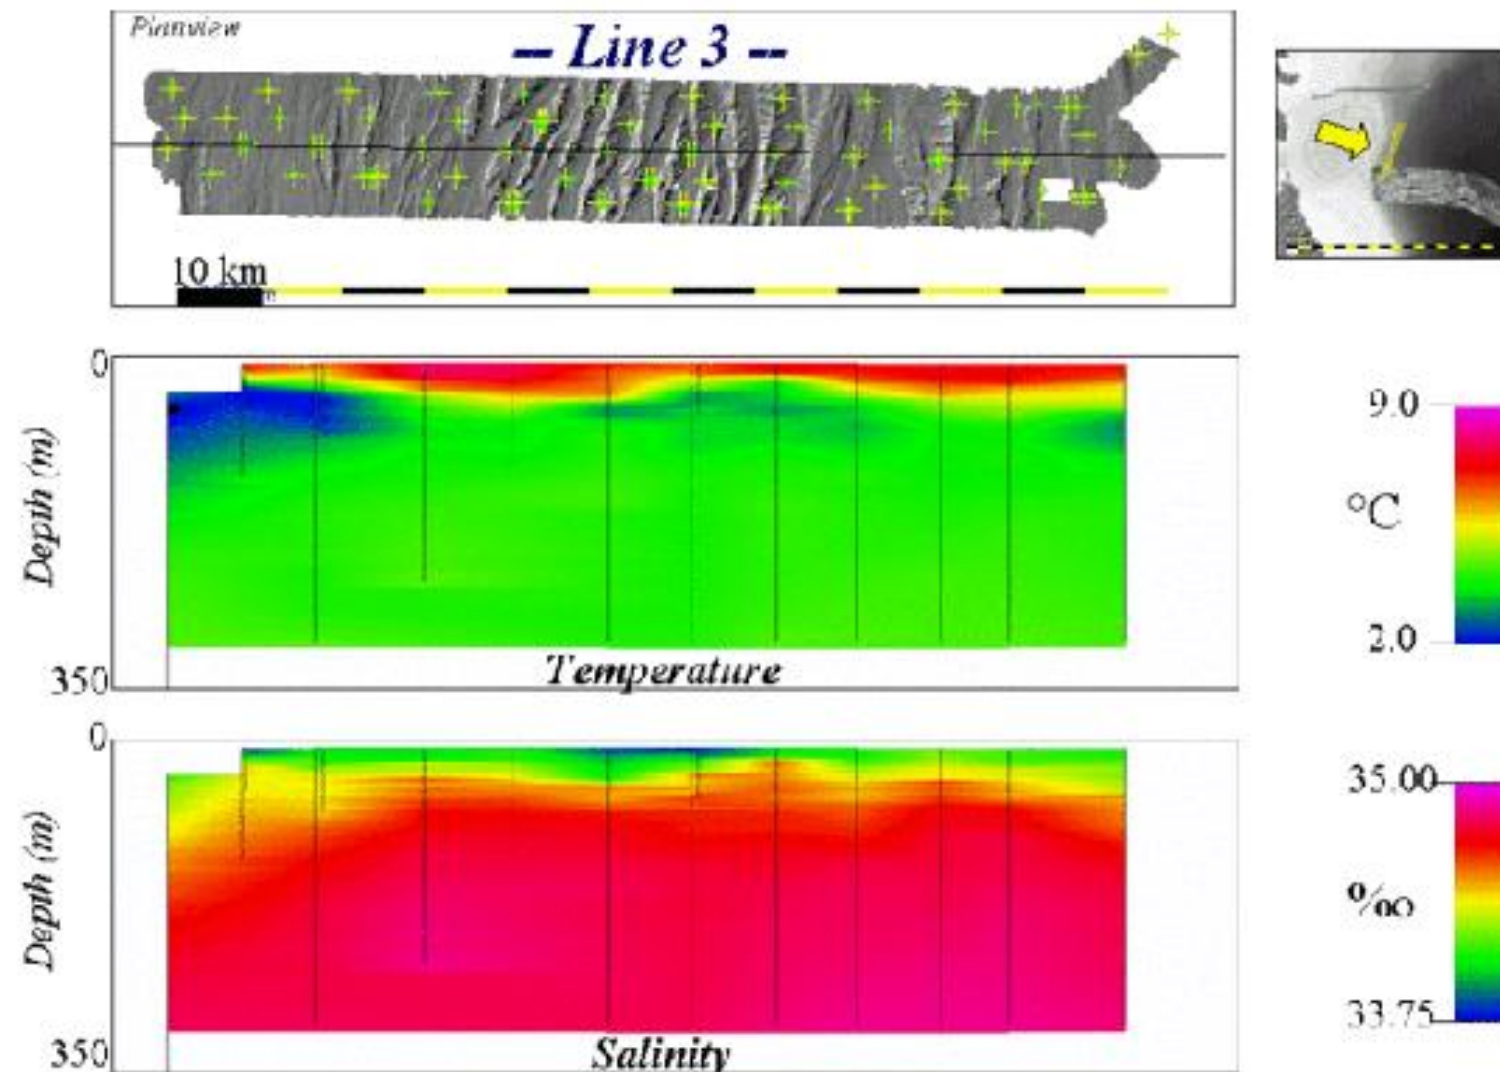 Planview
-- Line 3 --
10 km
0
Depth (m)
350
Temperature
9.0
°C
2.0
0
Depth (m)
350
Salinity
35.00
‰
33.75